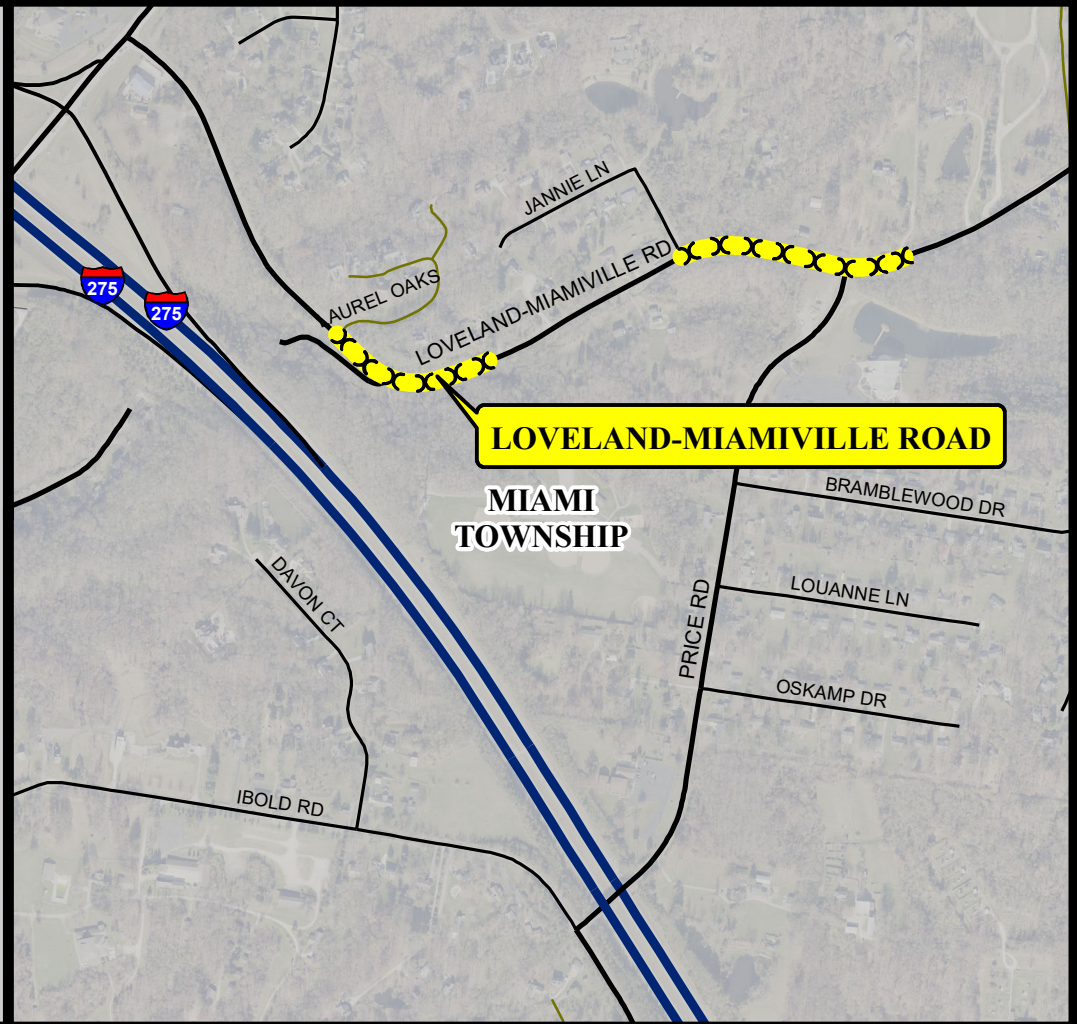 JANNIE LN
LOVELAND-MIAMIVILLE RD
AUREL OAKS
275
275
LOVELAND-MIAMIVILLE ROAD
MIAMI
TOWNSHIP
BRAMBLEWOOD DR
LOUANNE LN
DAVON CT
PRICE RD
OSKAMP DR
IBOLD RD